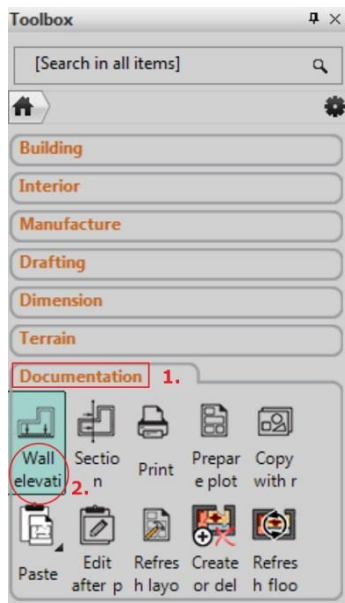 Toolbox
[Search in all items]
Building
Interior
Manufacture
Drafting
Dimension
Terrain
Documentation 1.
Wall Sectio Print Prepar Copy
elevati 2. n e plot with r
Paste Edit Refres Create Refres
after p h layo or del h floo